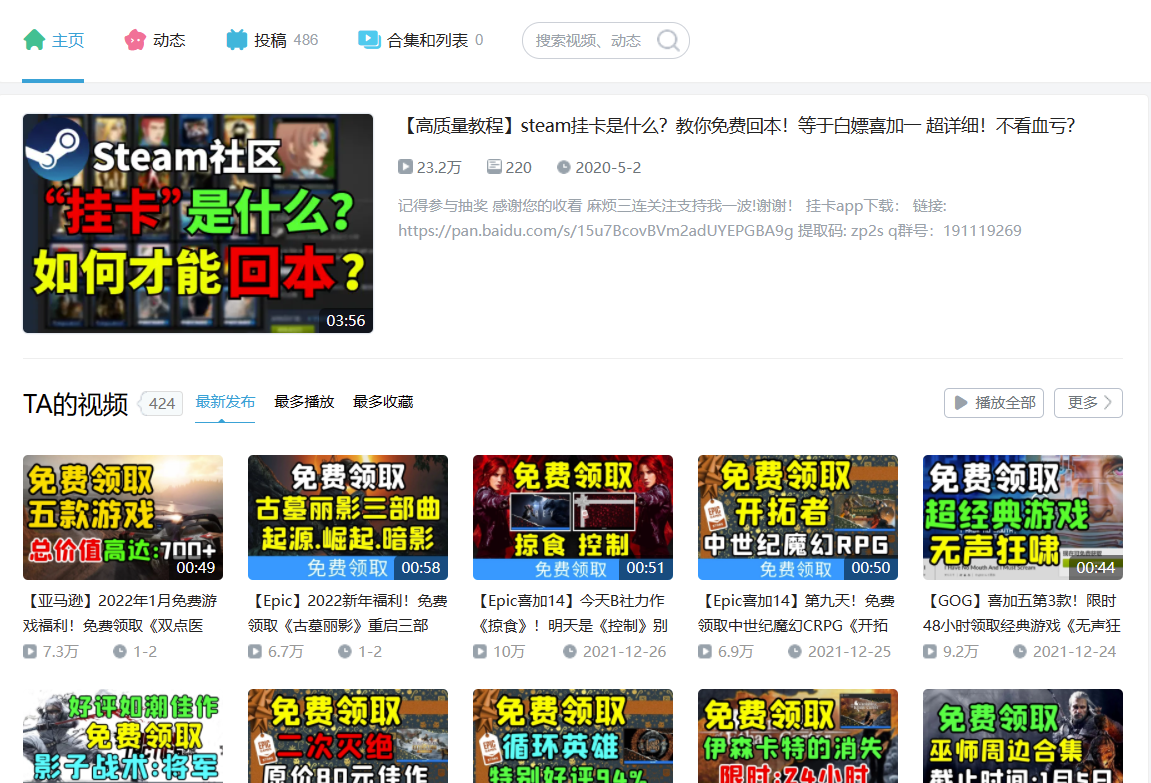 主页 动态 投稿 486 合集和列表 0 搜索视频、动态
Steam社区
“挂卡”是什么?
如何才能回本?
03:56
【高质量教程】steam挂卡是什么？教你免费回本！等于白嫖喜加一 超详细！不看血亏?
23.2万 220 2020-5-2
记得参与抽奖 感谢您的收看 麻烦三连关注支持我一波!谢谢！ 挂卡app下载： 链接:
https://pan.baidu.com/s/15u7BcovBVm2adUYEPGBA9g 提取码: zp2s q群号：191119269
TA的视频 424 最新发布 最多播放 最多收藏 播放全部 更多
免费领取
五款游戏
总价值高达:700+
00:49
【亚马逊】2022年1月免费游
戏福利！免费领取《双点医
7.3万 1-2
免费领取
古墓丽影三部曲
起源.崛起.暗影
免费领取 00:58
【Epic】2022新年福利！免费
领取《古墓丽影》重启三部
6.7万 1-2
免费领取
掠食 控制
免费领取 00:51
【Epic喜加14】今天B社力作
《掠食》！明天是《控制》别
10万 2021-12-26
免费领取
开拓者
中世纪魔幻RPG
免费领取 00:50
【Epic喜加14】第九天！免费
领取中世纪魔幻CRPG《开拓
6.9万 2021-12-25
免费领取
超经典游戏
无声狂啸
I Have No Mouth And I Must Scream
00:44
【GOG】喜加五第3款！限时
48小时领取经典游戏《无声狂
9.2万 2021-12-24
好评如潮佳作
免费领取
影子战术:将军
免费领取
二次灭绝
原价80元佳作
免费领取
循环英雄
特别好评94%
免费领取
伊森卡特的消失
限时:24小时
免费领取
巫师周边合集
截止时间:1月5日